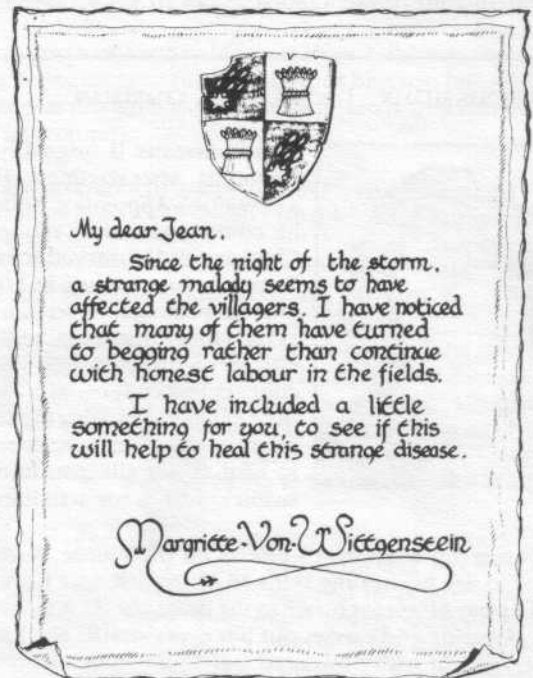 My dear Jean,
Since the night of the storm,
a strange malady seems to have
affected the villagers. I have noticed
that many of them have turned
to begging rather than continue
with honest labour in the fields.
I have included a little
something for you, to see if this
will help to heal this strange disease.
Margritte·Von·Wittgenstein